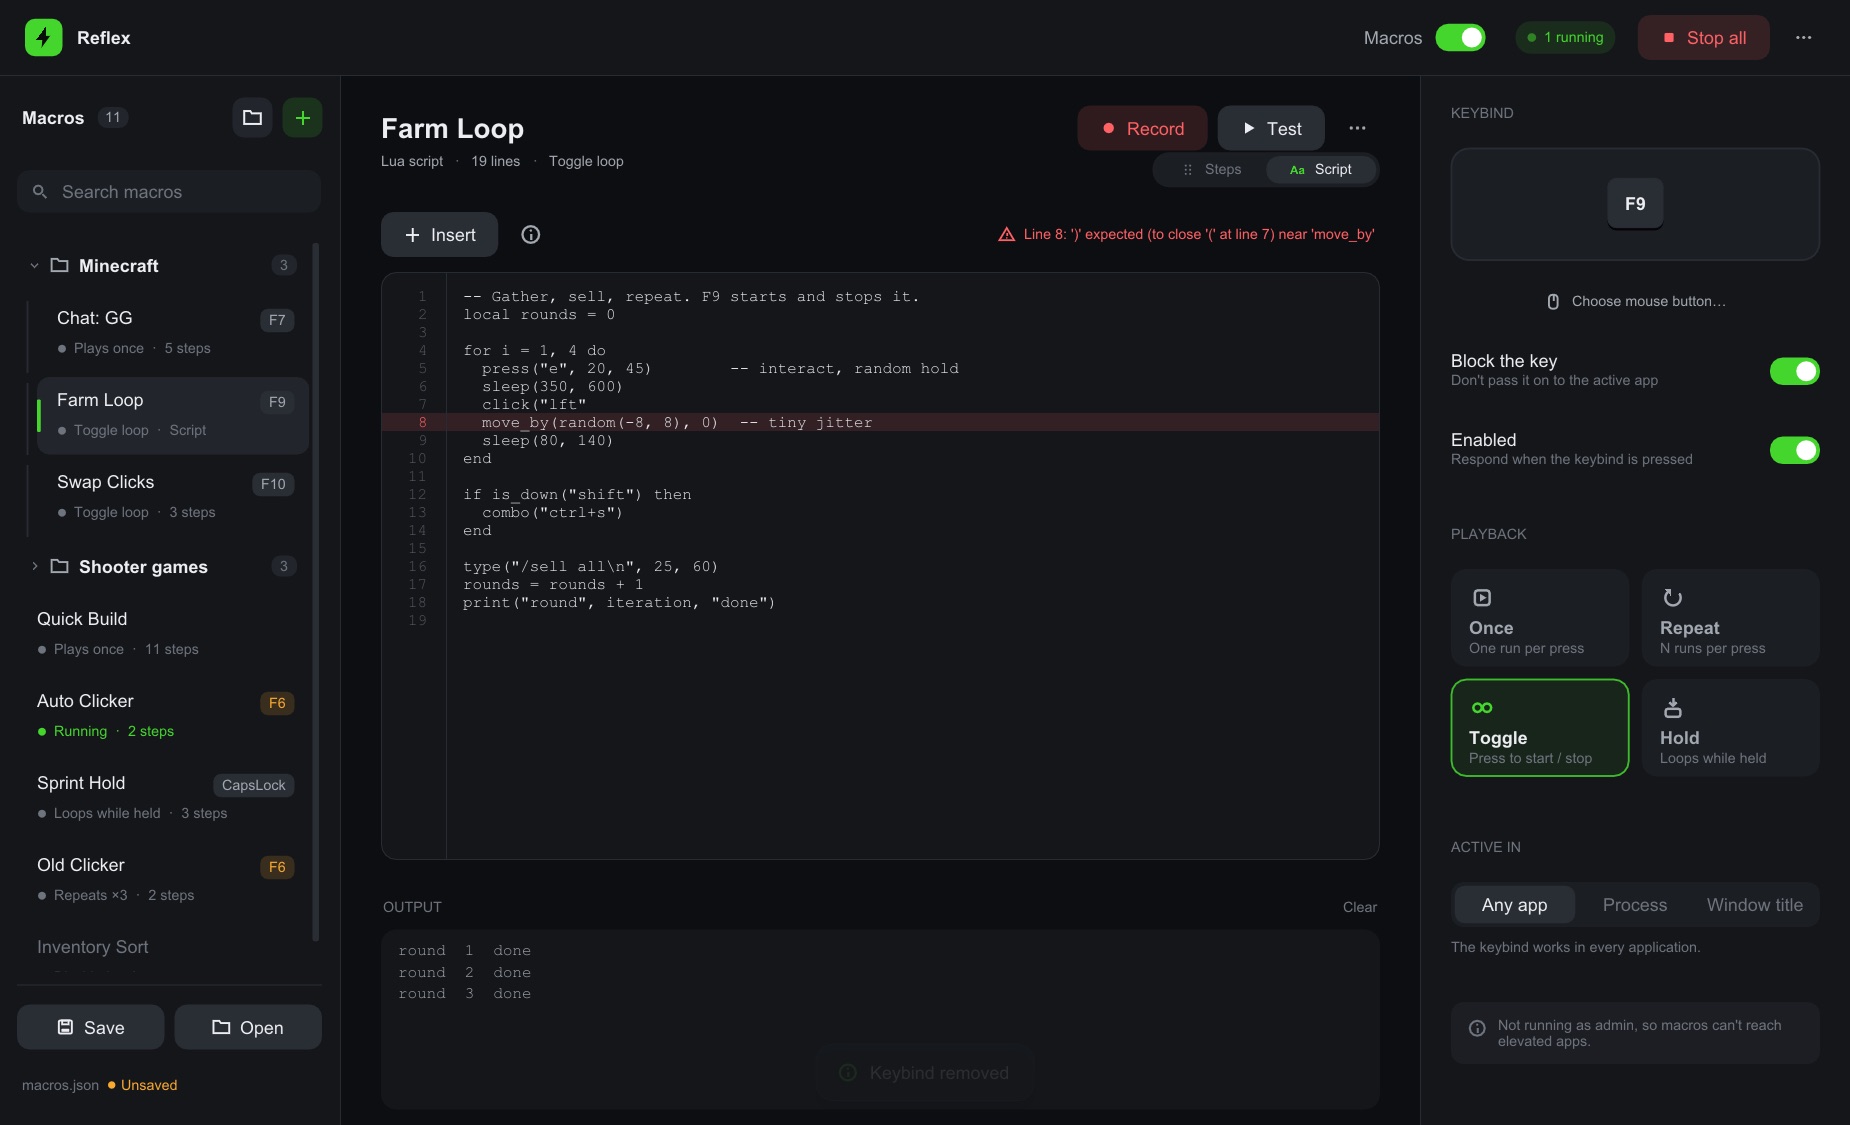 Reflex
Macros
1 running
Stop all
Macros 11
Search macros
Minecraft 3
Chat: GG F7
Plays once · 5 steps
Farm Loop F9
Toggle loop · Script
Swap Clicks F10
Toggle loop · 3 steps
Shooter games 3
Quick Build
Plays once · 11 steps
Auto Clicker F6
Running · 2 steps
Sprint Hold CapsLock
Loops while held · 3 steps
Old Clicker F6
Repeats ×3 · 2 steps
Inventory Sort
Save Open
macros.json Unsaved
Farm Loop
Lua script · 19 lines · Toggle loop
Record Test
Steps Aa Script
Insert
Line 8: ')' expected (to close '(' at line 7) near 'move_by'
1 -- Gather, sell, repeat. F9 starts and stops it.
2 local rounds = 0
3
4 for i = 1, 4 do
5   press("e", 20, 45)        -- interact, random hold
6   sleep(350, 600)
7   click("lft"
8   move_by(random(-8, 8), 0)  -- tiny jitter
9   sleep(80, 140)
10 end
11
12 if is_down("shift") then
13   combo("ctrl+s")
14 end
15
16 type("/sell all\n", 25, 60)
17 rounds = rounds + 1
18 print("round", iteration, "done")
19
OUTPUT Clear
round  1  done
round  2  done
round  3  done
Keybind removed
KEYBIND
F9
Choose mouse button...
Block the key
Don't pass it on to the active app
Enabled
Respond when the keybind is pressed
PLAYBACK
Once
One run per press
Repeat
N runs per press
Toggle
Press to start / stop
Hold
Loops while held
ACTIVE IN
Any app Process Window title
The keybind works in every application.
Not running as admin, so macros can't reach
elevated apps.